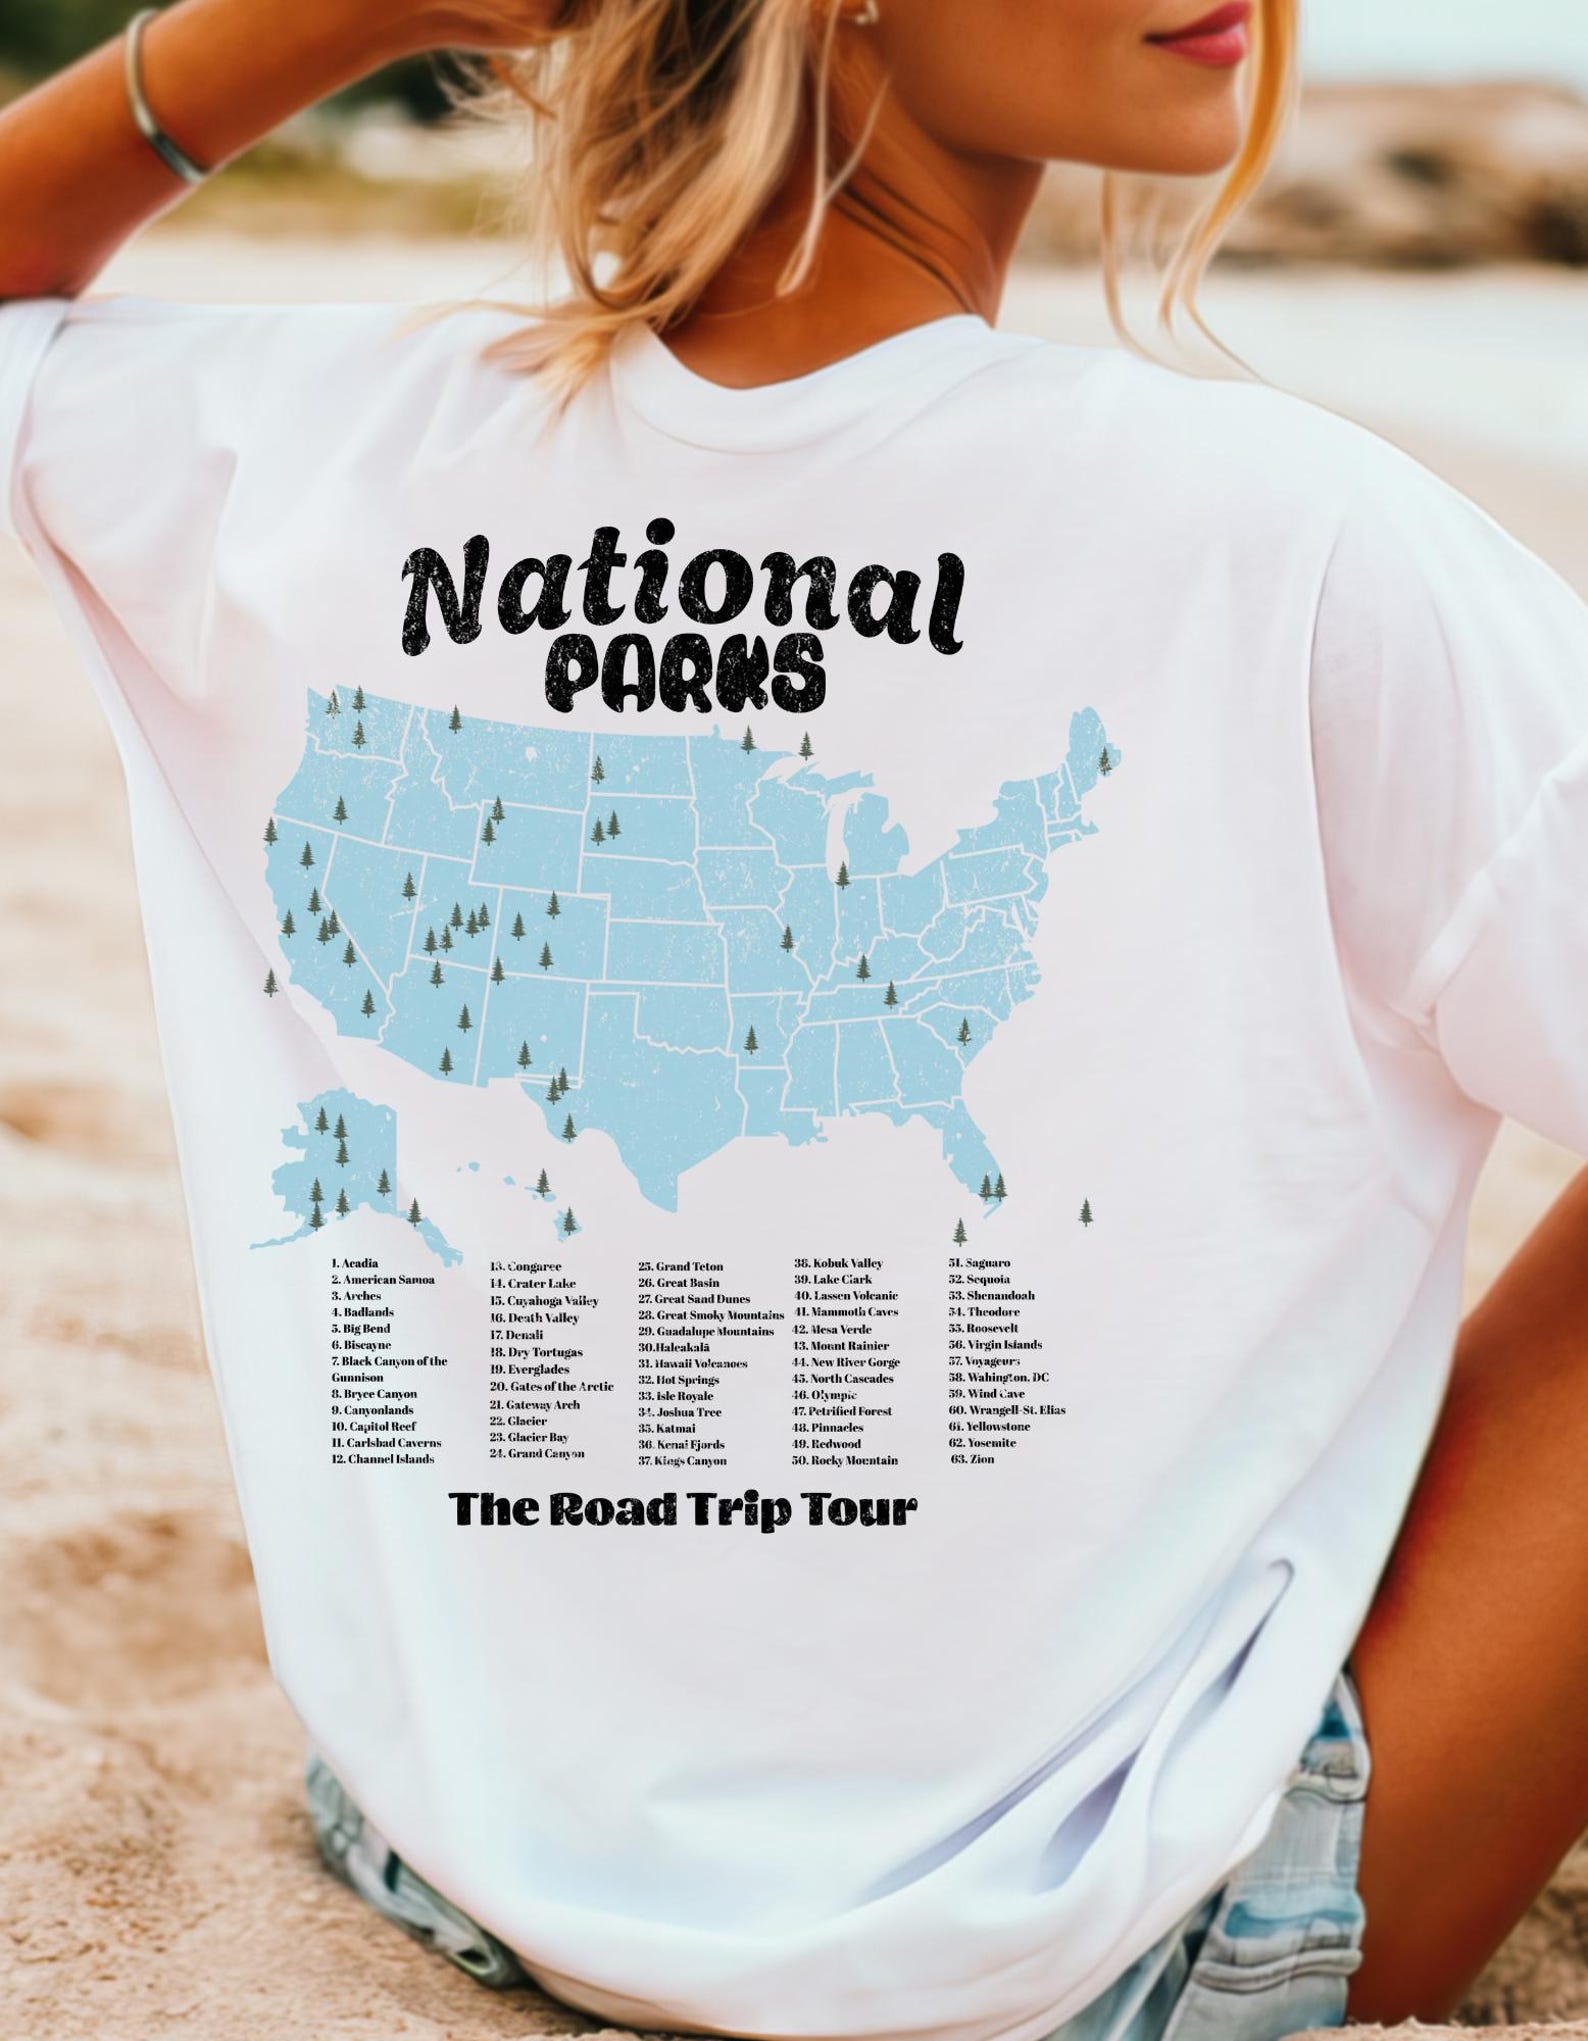 National
PARKS
1. Acadia
2. American Samoa
3. Arches
4. Badlands
5. Big Bend
6. Biscayne
7. Black Canyon of the
Gunnison
8. Bryce Canyon
9. Canyonlands
10. Capitol Reef
11. Carlsbad Caverns
12. Channel Islands
13. Congaree
14. Crater Lake
15. Cuyahoga Valley
16. Death Valley
17. Denali
18. Dry Tortugas
19. Everglades
20. Gates of the Arctic
21. Gateway Arch
22. Glacier
23. Glacier Bay
24. Grand Canyon
25. Grand Teton
26. Great Basin
27. Great Sand Dunes
28. Great Smoky Mountains
29. Guadalupe Mountains
30.Haleakalā
31. Hawaii Volcanoes
32. Hot Springs
33. Isle Royale
34. Joshua Tree
35. Katmai
36. Kenai Fjords
37. Kings Canyon
38. Kobuk Valley
39. Lake Clark
40. Lassen Volcanic
41. Mammoth Caves
42. Mesa Verde
43. Mount Rainier
44. New River Gorge
45. North Cascades
46. Olympic
47. Petrified Forest
48. Pinnacles
49. Redwood
50. Rocky Mountain
51. Saguaro
52. Sequoia
53. Shenandoah
54. Theodore
55. Roosevelt
56. Virgin Islands
57. Voyageurs
58. Wahington. DC
59. Wind Cave
60. Wrangell-St. Elias
61. Yellowstone
62. Yosemite
63. Zion
The Road Trip Tour